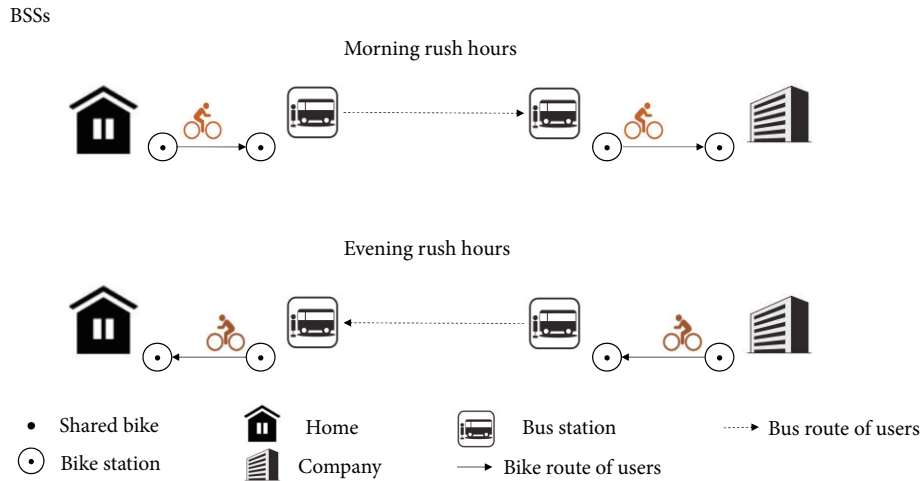 BSSs
Morning rush hours
Evening rush hours
Shared bike
Home
Bus station
Bus route of users
Bike station
Company
Bike route of users